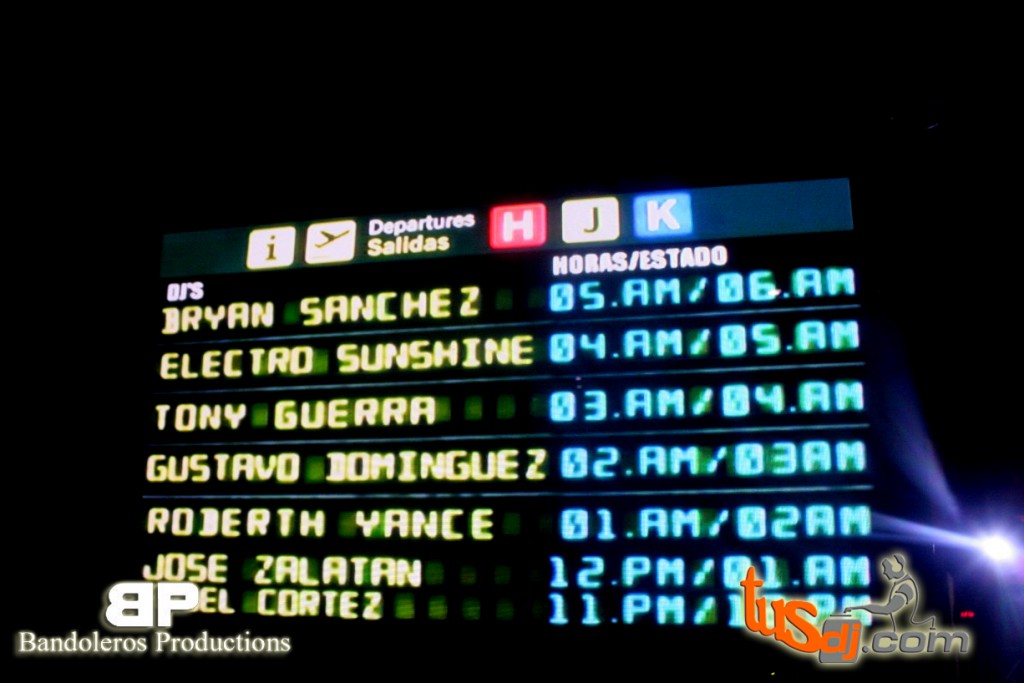 i Departures H J K
Salidas
DJ'S HORAS/ESTADO
BRYAN SANCHEZ 05.AM/06.AM
ELECTRO SUNSHINE 04.AM/05.AM
TONY GUERRA 03.AM/04.AM
GUSTAVO DOMINGUEZ 02.AM/03AM
ROBERTH YANCE 01.AM/02AM
JOSE ZALATAN 12.PM/01.AM
CORTEZ 11.PM/
BP
Bandoleros Productions
tusdj.com